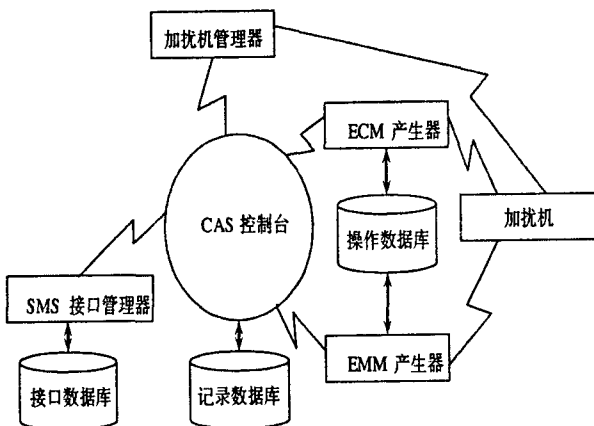 加扰机管理器
ECM 产生器
CAS 控制台
操作数据库
加扰机
SMS 接口管理器
EMM 产生器
接口数据库
记录数据库